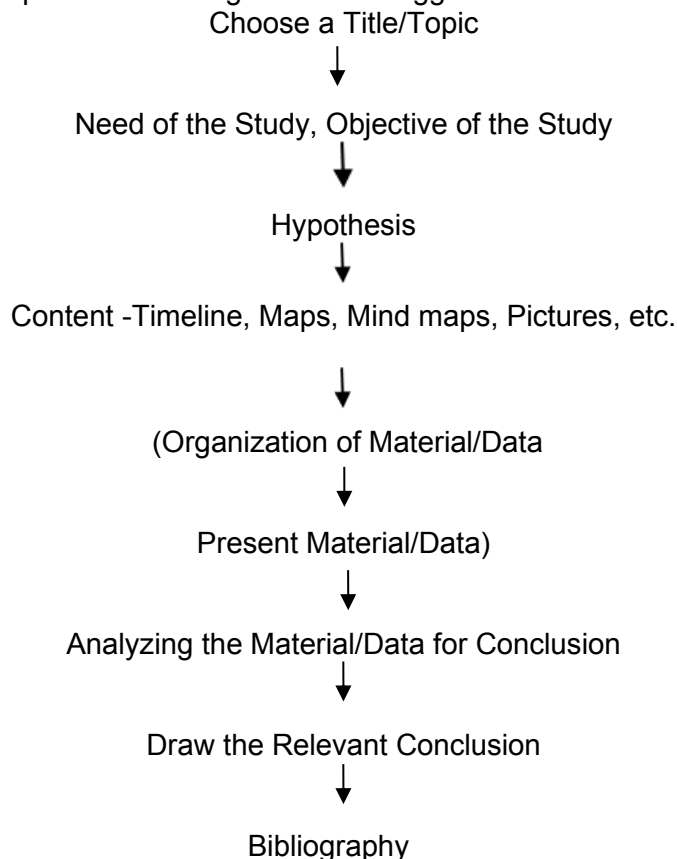 Choose a Title/Topic
Need of the Study, Objective of the Study
Hypothesis
Content -Timeline, Maps, Mind maps, Pictures, etc.
(Organization of Material/Data
Present Material/Data)
Analyzing the Material/Data for Conclusion
Draw the Relevant Conclusion
Bibliography